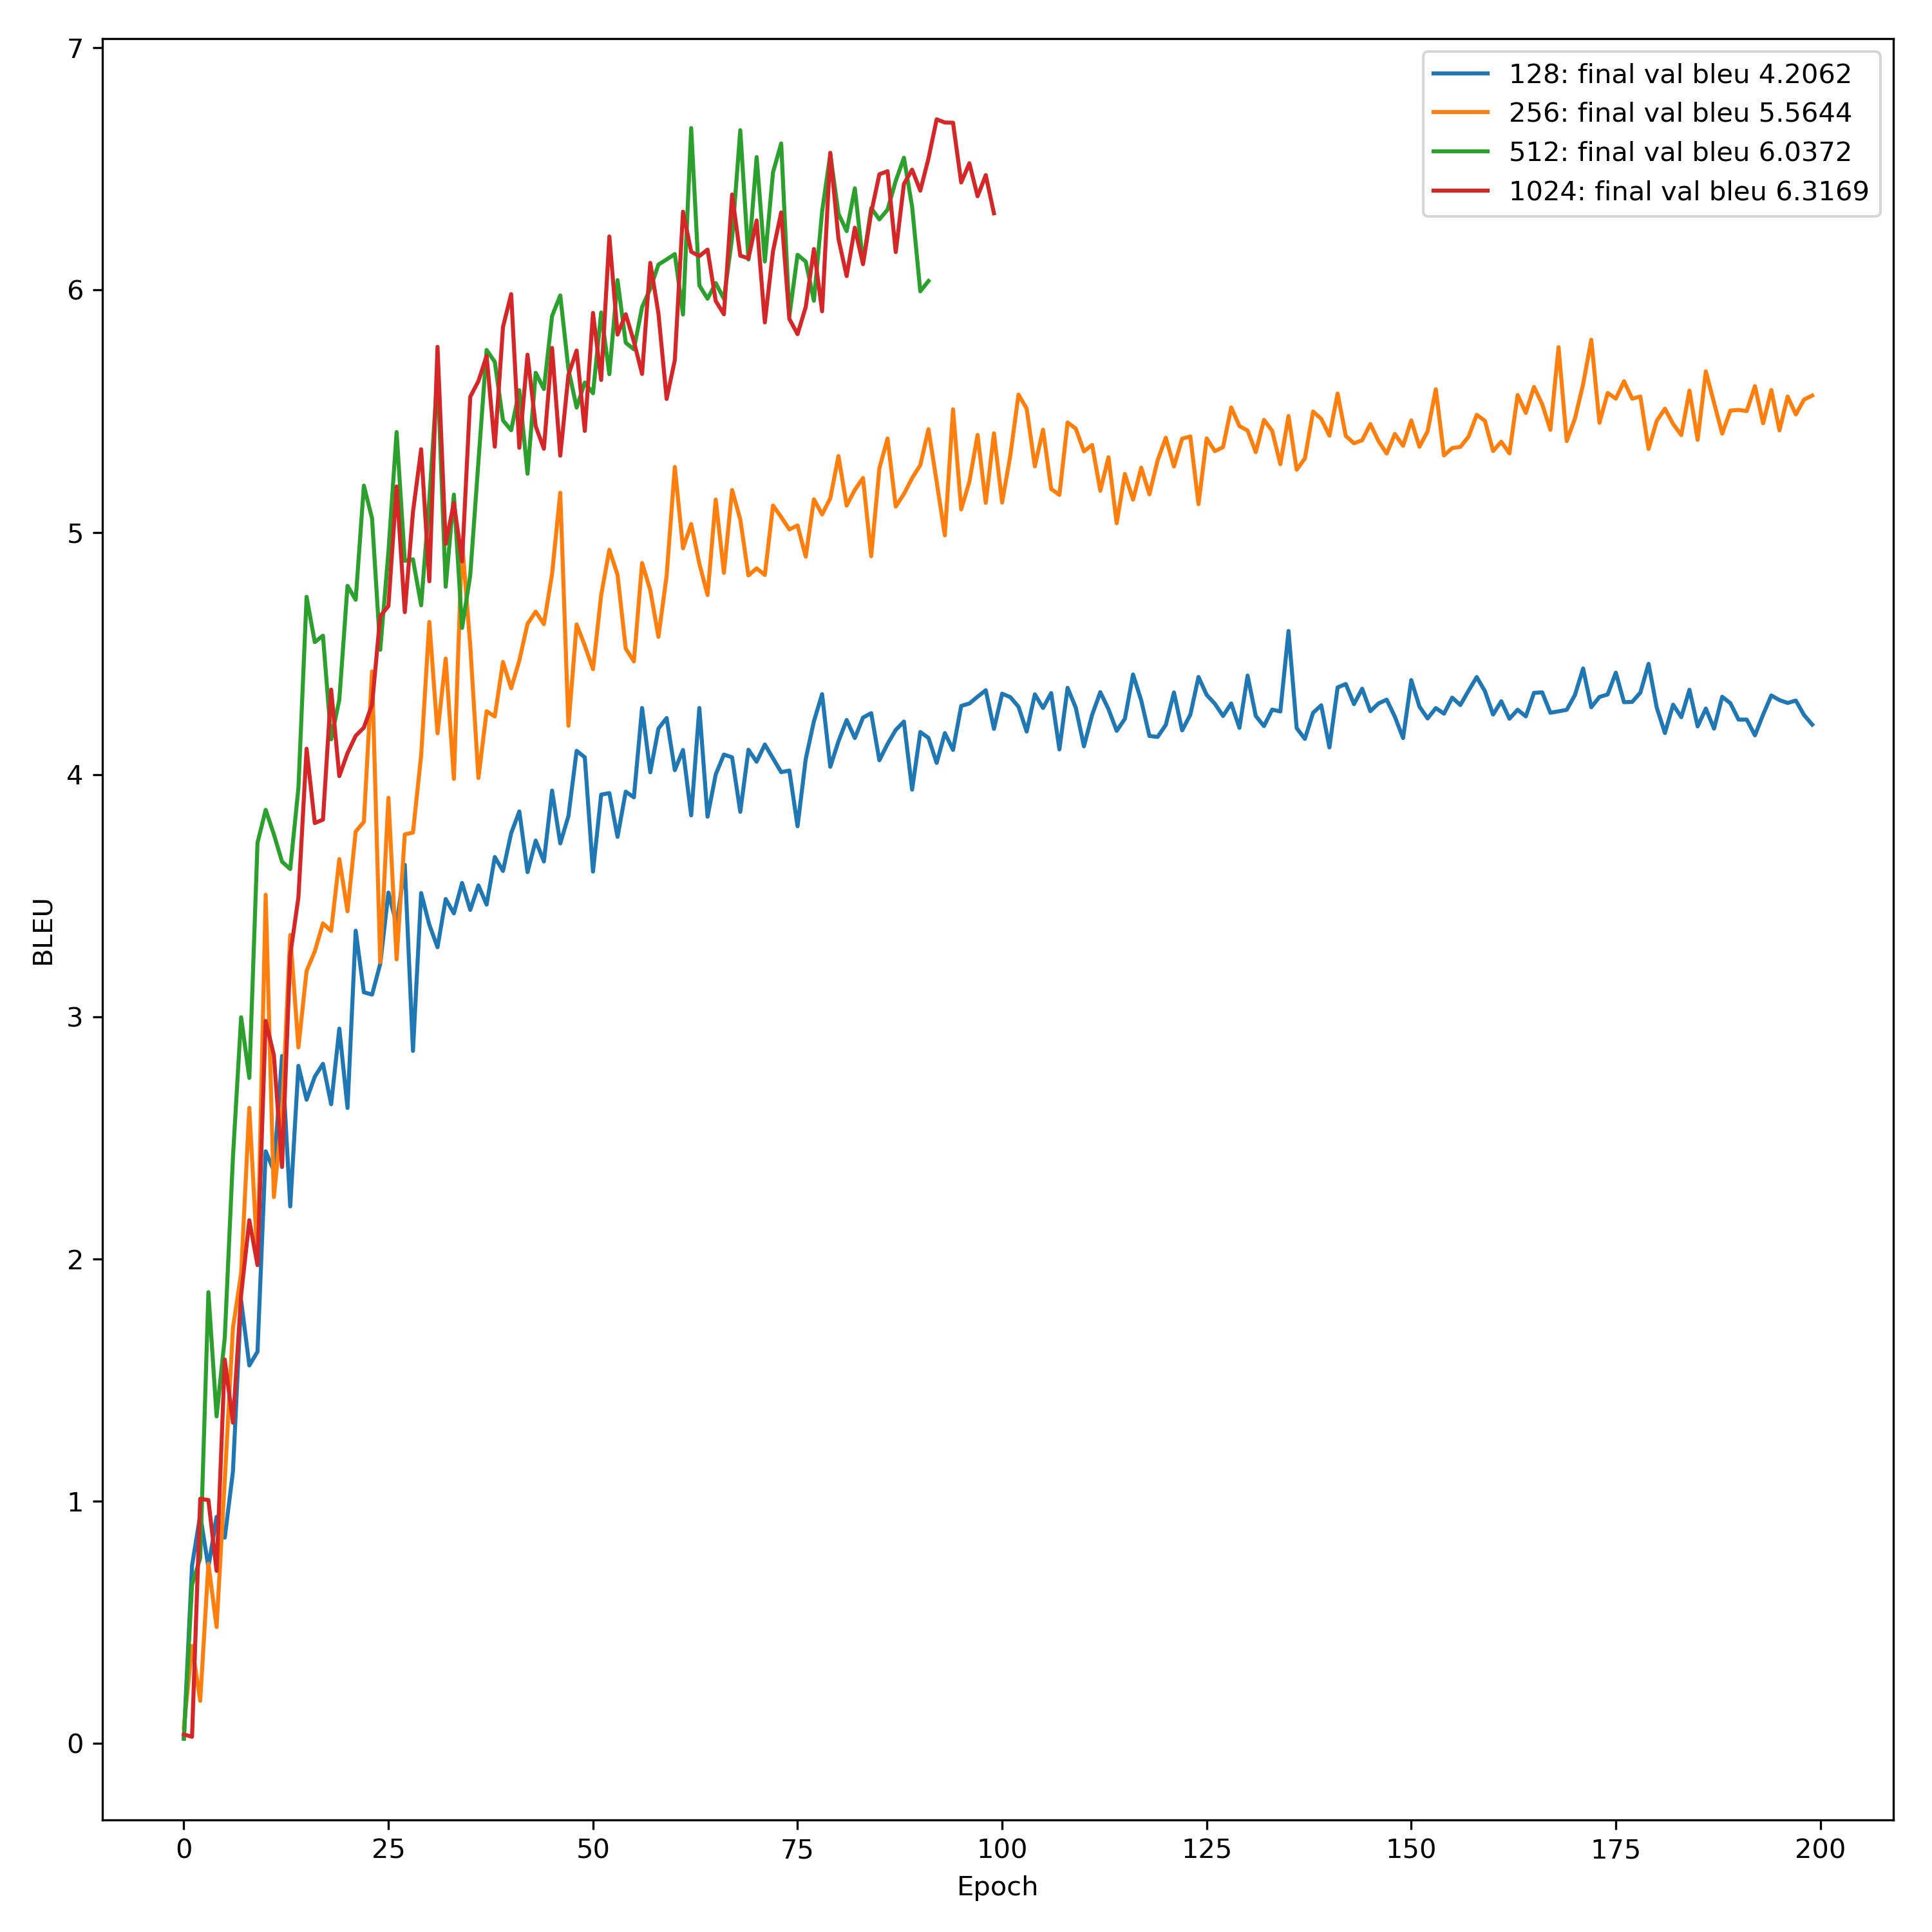 7
6
5
4
3
2
1
0
BLEU
128: final val bleu 4.2062
256: final val bleu 5.5644
512: final val bleu 6.0372
1024: final val bleu 6.3169
0 25 50 75 100 125 150 175 200
Epoch